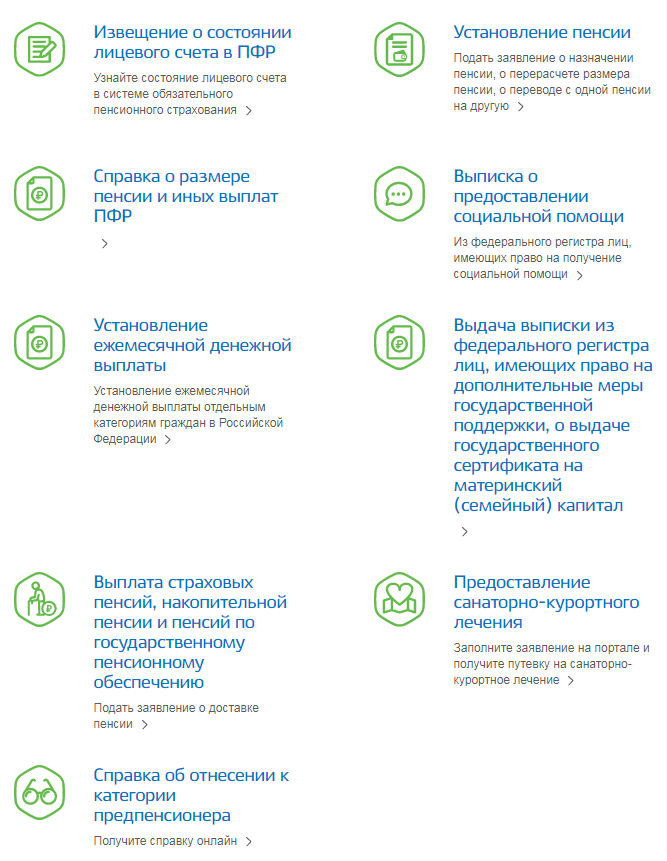 Извещение о состоянии
лицевого счета в ПФР
Узнайте состояние лицевого счета
в системе обязательного
пенсионного страхования
Установление пенсии
Подать заявление о назначении
пенсии, о перерасчете размера
пенсии, о переводе с одной пенсии
на другую
Справка о размере
пенсии и иных выплат
ПФР
Выписка о
предоставлении
социальной помощи
Из федерального регистра лиц,
имеющих право на получение
социальной помощи
Установление
ежемесячной денежной
выплаты
Установление ежемесячной
денежной выплаты отдельным
категориям граждан в Российской
Федерации
Выдача выписки из
федерального регистра
лиц, имеющих право на
дополнительные меры
государственной
поддержки, о выдаче
государственного
сертификата на
материнский
(семейный) капитал
Выплата страховых
пенсий, накопительной
пенсии и пенсий по
государственному
пенсионному
обеспечению
Подать заявление о доставке
пенсии
Предоставление
санаторно-курортного
лечения
Заполните заявление на портале и
получите путевку на санаторно-
курортное лечение
Справка об отнесении к
категории
предпенсионера
Получите справку онлайн